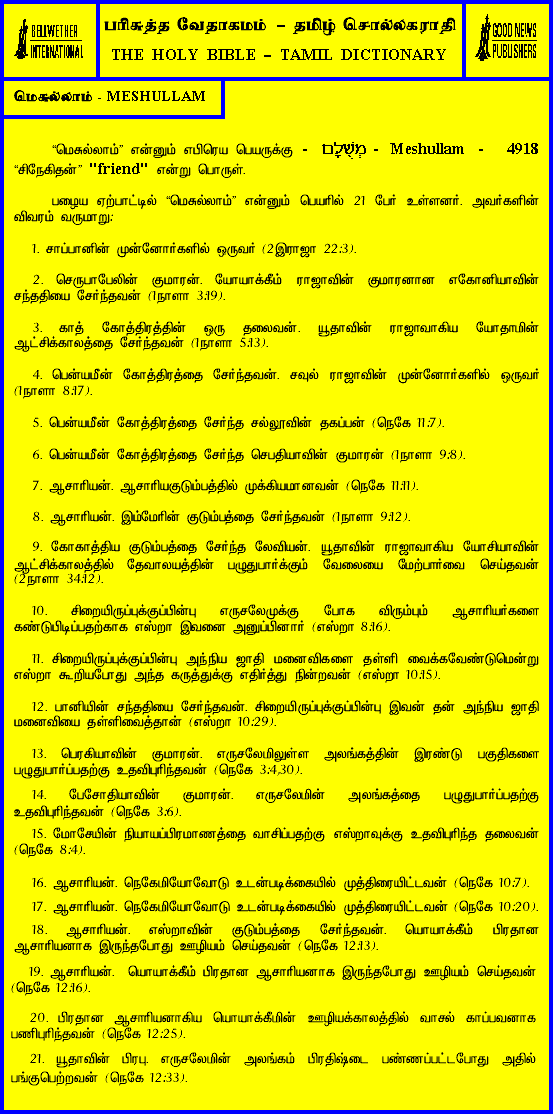 BELLWETHER
INTERNATIONAL
பரிசுத்த வேதாகமம் – தமிழ் சொல்லகராதி
THE HOLY BIBLE – TAMIL DICTIONARY
GOOD NEWS
PUBLISHERS
மெசுல்லாம் - MESHULLAM
“மெசுல்லாம்” என்னும் எபிரெய பெயருக்கு - מְשֻׁלָּם - Meshullam - 4918
“சிநேகிதன்” "friend" என்று பொருள்.
பழைய ஏற்பாட்டில் “மெசுல்லாம்” என்னும் பெயரில் 21 பேர் உள்ளனர். அவர்களின்
விவரம் வருமாறு:
1. சாப்பானின் முன்னோர்களில் ஒருவர் (2இராஜா 22:3).
2. செருபாபேலின் குமாரன். யோயாக்கீம் ராஜாவின் குமாரனான எகோனியாவின்
சந்ததியை சேர்ந்தவன் (1நாளா 3:19).
3. காத் கோத்திரத்தின் ஒரு தலைவன். யூதாவின் ராஜாவாகிய யோதாமின்
ஆட்சிக்காலத்தை சேர்ந்தவன் (1நாளா 5:13).
4. பென்யமீன் கோத்திரத்தை சேர்ந்தவன். சவுல் ராஜாவின் முன்னோர்களில் ஒருவர்
(1நாளா 8:17).
5. பென்யமீன் கோத்திரத்தை சேர்ந்த சல்லூவின் தகப்பன் (நெகே 11:7).
6. பென்யமீன் கோத்திரத்தை சேர்ந்த செபதியாவின் குமாரன் (1நாளா 9:8).
7. ஆசாரியன். ஆசாரியகுடும்பத்தில் முக்கியமானவன் (நெகே 11:11).
8. ஆசாரியன். இம்மேரின் குடும்பத்தை சேர்ந்தவன் (1நாளா 9:12).
9. கோகாத்திய குடும்பத்தை சேர்ந்த லேவியன். யூதாவின் ராஜாவாகிய யோசியாவின்
ஆட்சிக்காலத்தில் தேவாலயத்தின் பழுதுபார்க்கும் வேலையை மேற்பார்வை செய்தவன்
(2நாளா 34:12).
10. சிறையிருப்புக்குப்பின்பு எருசலேமுக்கு போக விரும்பும் ஆசாரியர்களை
கண்டுபிடிப்பதற்காக எஸ்றா இவனை அனுப்பினார் (எஸ்றா 8:16).
11. சிறையிருப்புக்குப்பின்பு அந்நிய ஜாதி மனைவிகளை தள்ளி வைக்கவேண்டுமென்று
எஸ்றா கூறியபோது அந்த கருத்துக்கு எதிர்த்து நின்றவன் (எஸ்றா 10:15).
12. பானியின் சந்ததியை சேர்ந்தவன். சிறையிருப்புக்குப்பின்பு இவன் தன் அந்நிய ஜாதி
மனைவியை தள்ளிவைத்தான் (எஸ்றா 10:29).
13. பெரகியாவின் குமாரன். எருசலேமிலுள்ள அலங்கத்தின் இரண்டு பகுதிகளை
பழுதுபார்ப்பதற்கு உதவிபுரிந்தவன் (நெகே 3:4,30).
14. பேசோதியாவின் குமாரன். எருசலேமின் அலங்கத்தை பழுதுபார்ப்பதற்கு
உதவிபுரிந்தவன் (நெகே 3:6).
15. மோசேயின் நியாயப்பிரமாணத்தை வாசிப்பதற்கு எஸ்றாவுக்கு உதவிபுரிந்த தலைவன்
(நெகே 8:4).
16. ஆசாரியன். நெகேமியோவோடு உடன்படிக்கையில் முத்திரையிட்டவன் (நெகே 10:7).
17. ஆசாரியன். நெகேமியோவோடு உடன்படிக்கையில் முத்திரையிட்டவன் (நெகே 10:20).
18. ஆசாரியன். எஸ்றாவின் குடும்பத்தை சேர்ந்தவன். யொயாக்கீம் பிரதான
ஆசாரியனாக இருந்தபோது ஊழியம் செய்தவன் (நெகே 12:13).
19. ஆசாரியன். யொயாக்கீம் பிரதான ஆசாரியனாக இருந்தபோது ஊழியம் செய்தவன்
(நெகே 12:16).
20. பிரதான ஆசாரியனாகிய யொயாக்கீமின் ஊழியக்காலத்தில் வாசல் காப்பவனாக
பணிபுரிந்தவன் (நெகே 12:25).
21. யூதாவின் பிரபு. எருசலேமின் அலங்கம் பிரதிஷ்டை பண்ணப்பட்டபோது அதில்
பங்குபெற்றவன் (நெகே 12:33).